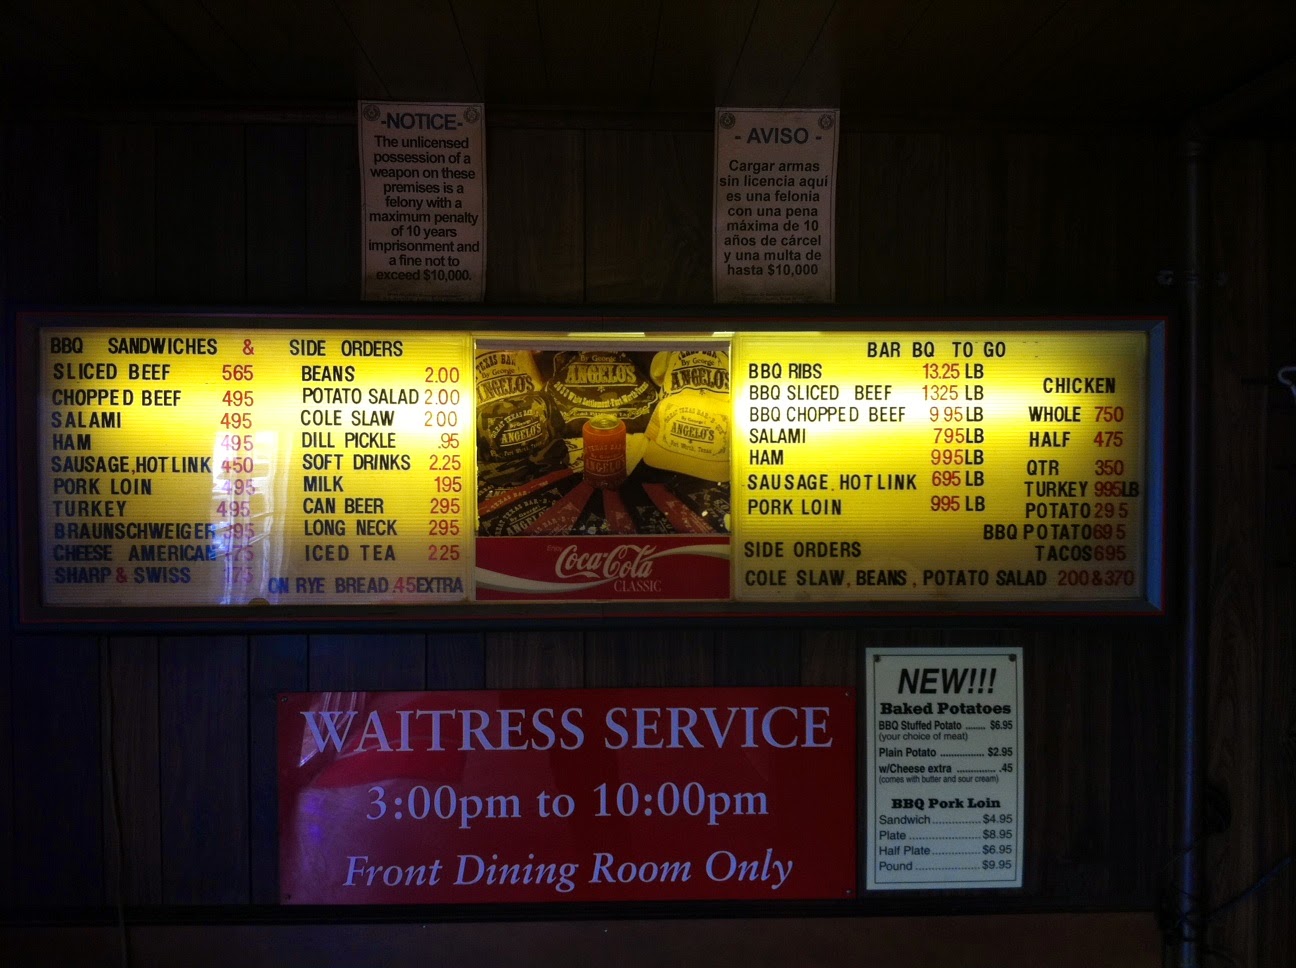 -NOTICE-
The unlicensed
possession of a
weapon on these
premises is a
felony with a
maximum penalty
of 10 years
imprisonment and
a fine not to
exceed $10,000.
- AVISO -
Cargar armas
sin licencia aquí
es una felonía
con una pena
máxima de 10
años de cárcel
y una multa de
hasta $10,000
BBQ SANDWICHES &
SLICED BEEF 565
CHOPPED BEEF 495
SALAMI 495
HAM 495
SAUSAGE, HOT LINK 450
PORK LOIN 495
TURKEY 495
BRAUNSCHWEIGER 395
CHEESE AMERICAN 175
SHARP & SWISS 175
SIDE ORDERS
BEANS 2.00
POTATO SALAD 2.00
COLE SLAW 200
DILL PICKLE .95
SOFT DRINKS 2.25
MILK 195
CAN BEER 295
LONG NECK 295
ICED TEA 225
ON RYE BREAD .45 EXTRA
By George
ANGELO'S
Coca-Cola
CLASSIC
BAR BQ TO GO
BBQ RIBS 13.25 LB
BBQ SLICED BEEF 1325 LB
BBQ CHOPPED BEEF 995 LB
SALAMI 795 LB
HAM 995 LB
SAUSAGE, HOT LINK 695 LB
PORK LOIN 995 LB
SIDE ORDERS
COLE SLAW, BEANS, POTATO SALAD 200 & 370
CHICKEN
WHOLE 750
HALF 475
QTR 350
TURKEY 995LB
POTATO 295
BBQ POTATO 695
TACOS 695
WAITRESS SERVICE
3:00pm to 10:00pm
Front Dining Room Only
NEW!!!
Baked Potatoes
BBQ Stuffed Potato ....... $6.95
(your choice of meat)
Plain Potato ............... $2.95
w/Cheese extra ............. .45
(comes with butter and sour cream)
BBQ Pork Loin
Sandwich ............... $4.95
Plate ............... $8.95
Half Plate ............... $6.95
Pound ............... $9.95